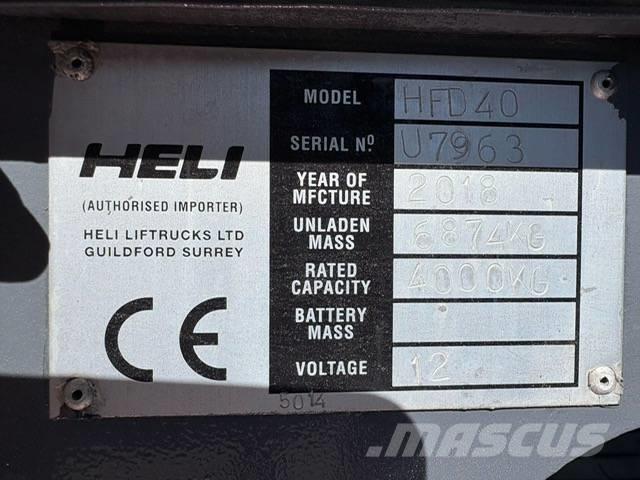 HELI
(AUTHORISED IMPORTER)
HELI LIFTRUCKS LTD
GUILDFORD SURREY
CE
MODEL HFD40
SERIAL Nº U7963
YEAR OF MFCTURE 2018
UNLADEN MASS 6874KG
RATED CAPACITY 4000KG
BATTERY MASS
VOLTAGE 12
5014
MASCUS